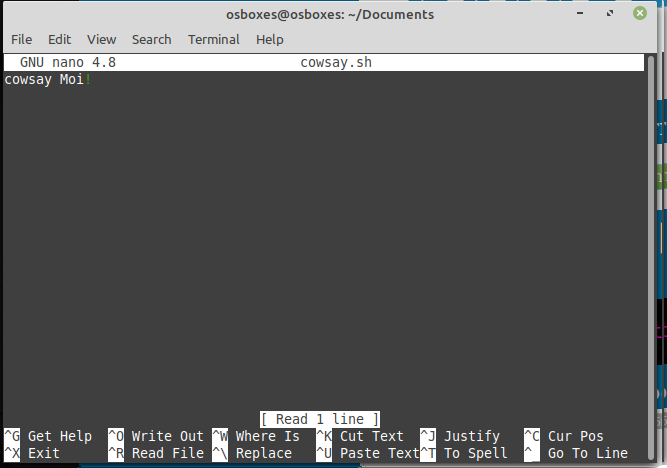 osboxes@osboxes: ~/Documents
File Edit View Search Terminal Help
GNU nano 4.8 cowsay.sh
cowsay Moi!
[ Read 1 line ]
^G Get Help ^O Write Out ^W Where Is ^K Cut Text ^J Justify ^C Cur Pos
^X Exit ^R Read File ^\ Replace ^U Paste Text ^T To Spell ^_ Go To Line